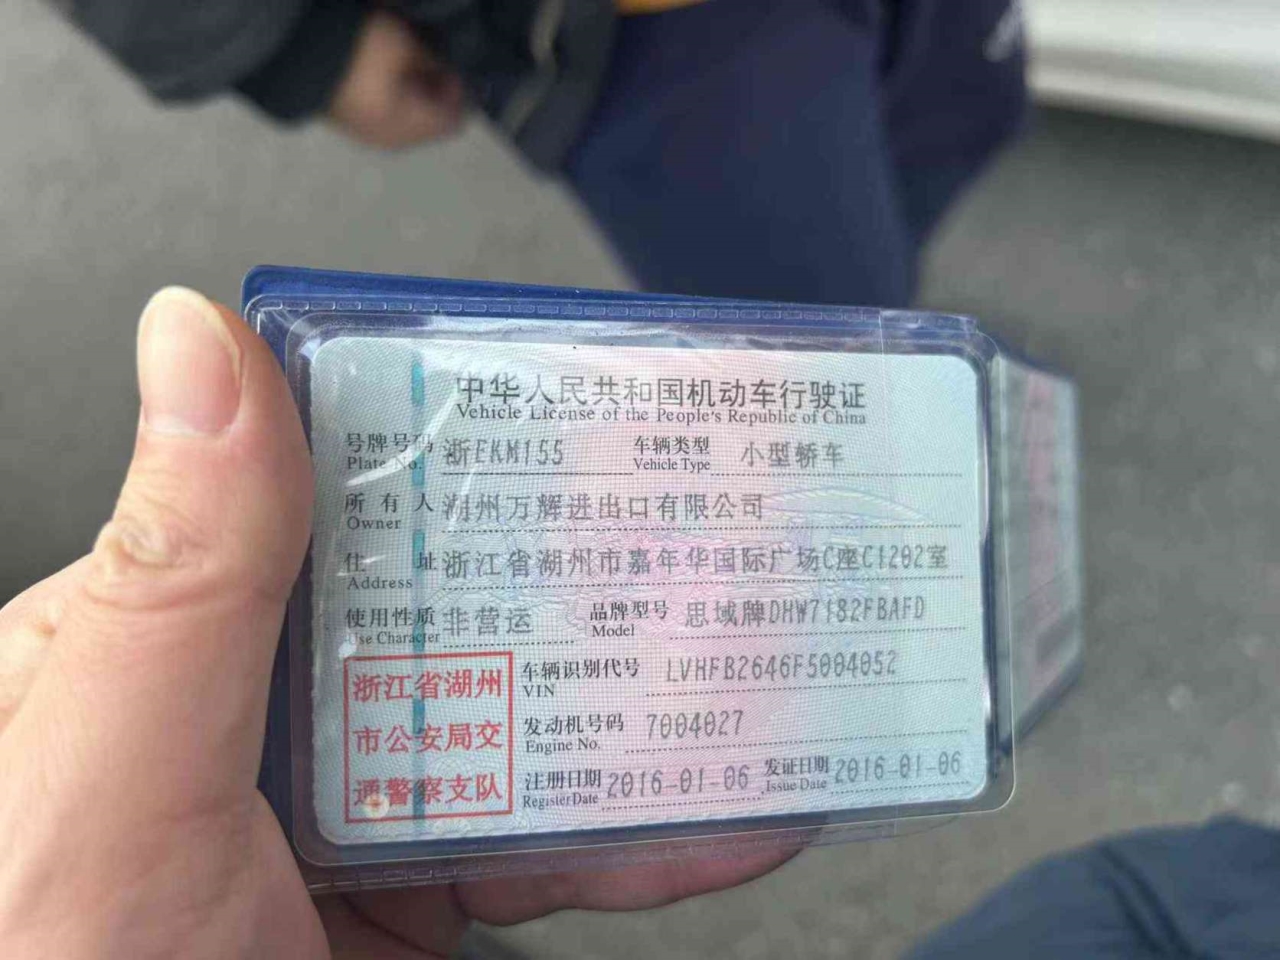 中华人民共和国机动车行驶证
Vehicle License of the People's Republic of China
号牌号码 浙EKM155 车辆类型 小型轿车
Plate No. Vehicle Type
所有人 湖州万辉进出口有限公司
Owner
住址 浙江省湖州市嘉年华国际广场C座C1202室
Address
使用性质 非营运 品牌型号 思域牌DHW7182FBAFD
Use Character Model
浙江省湖州
市公安局交
通警察支队
车辆识别代号 LVHFB2646F5004052
VIN
发动机号码 7004027
Engine No.
注册日期 2016-01-06 发证日期 2016-01-06
Register Date Issue Date